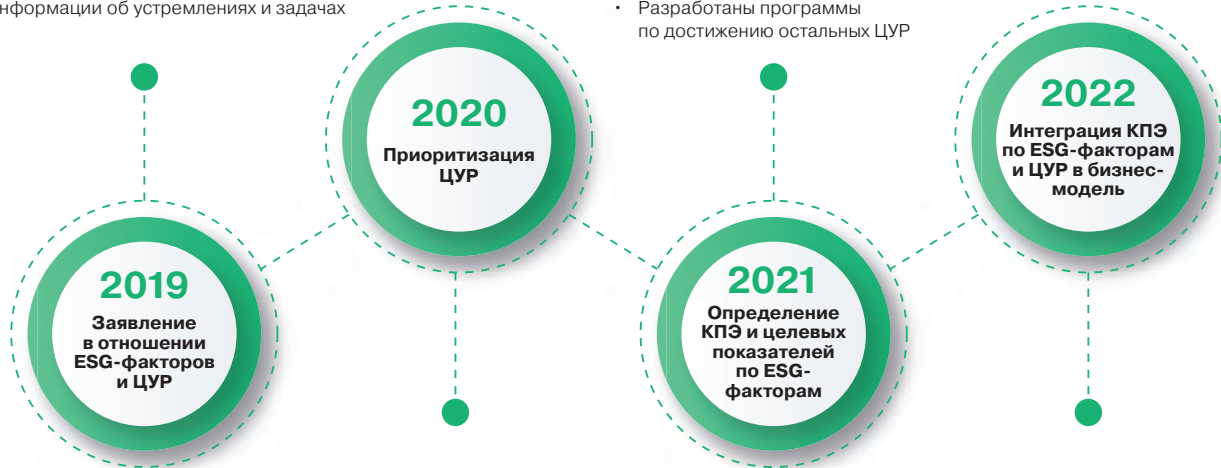 нформации об устремлениях и задачах
• Разработаны программы
по достижению остальных ЦУР
2019
Заявление
в отношении
ESG-факторов
и ЦУР
2020
Приоритизация
ЦУР
2021
Определение
КПЭ и целевых
показателей
по ESG-
факторам
2022
Интеграция КПЭ
по ESG-факторам
и ЦУР в бизнес-
модель